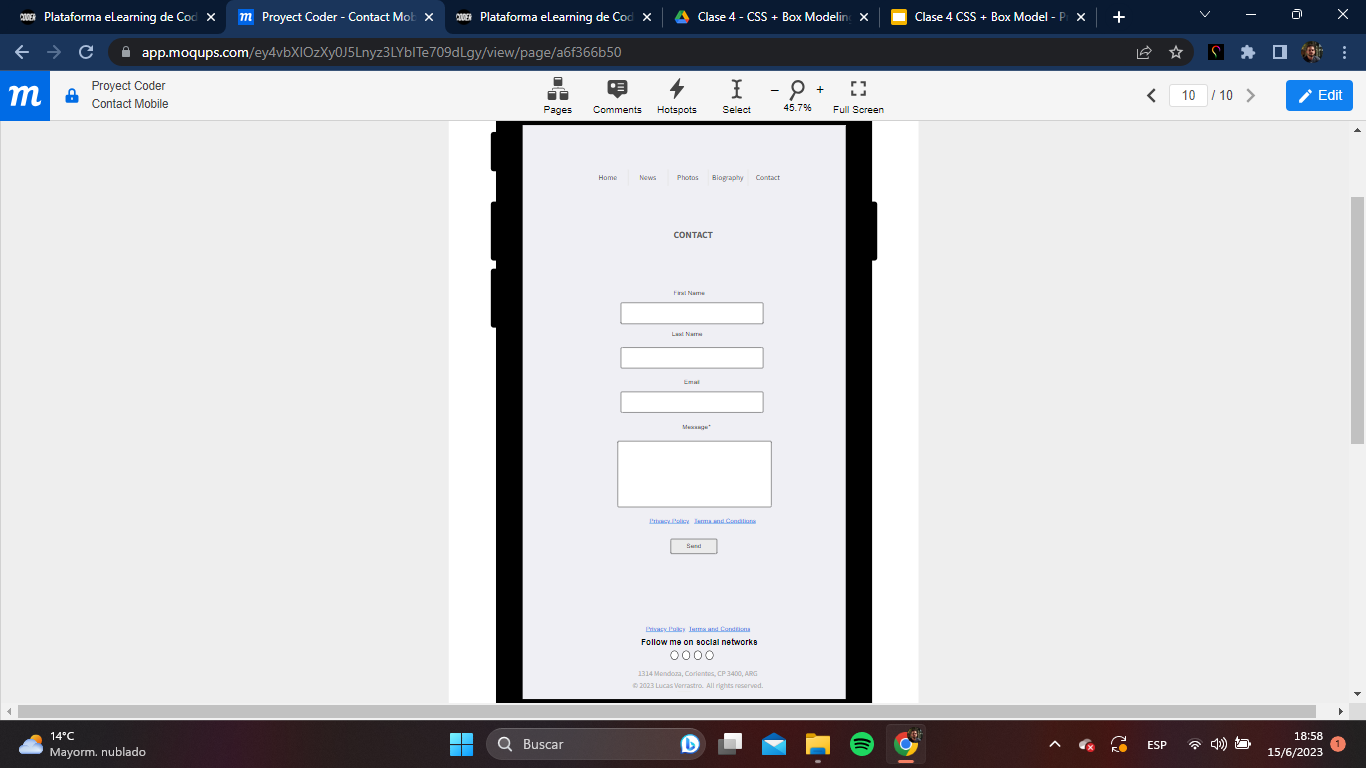 Plataforma eLearning de Cod
Proyect Coder - Contact Mob
Plataforma eLearning de Cod
Clase 4 - CSS + Box Modeling
Clase 4 CSS + Box Model - P
app.moqups.com/ey4vbXIOzXy0J5Lnyz3LYbITe709dLgy/view/page/a6f366b50
m
Proyect Coder
Contact Mobile
Pages
Comments
Hotspots
Select
45.7%
Full Screen
10 / 10
Edit
Home News Photos Biography Contact
CONTACT
First Name
Last Name
Email
Message*
Privacy Policy Terms and Conditions
Send
Privacy Policy Terms and Conditions
Follow me on social networks
1314 Mendoza, Corientes, CP 3400, ARG
© 2023 Lucas Verrastro. All rights reserved.
14°C
Mayorm. nublado
Buscar
ESP
18:58
15/6/2023
1